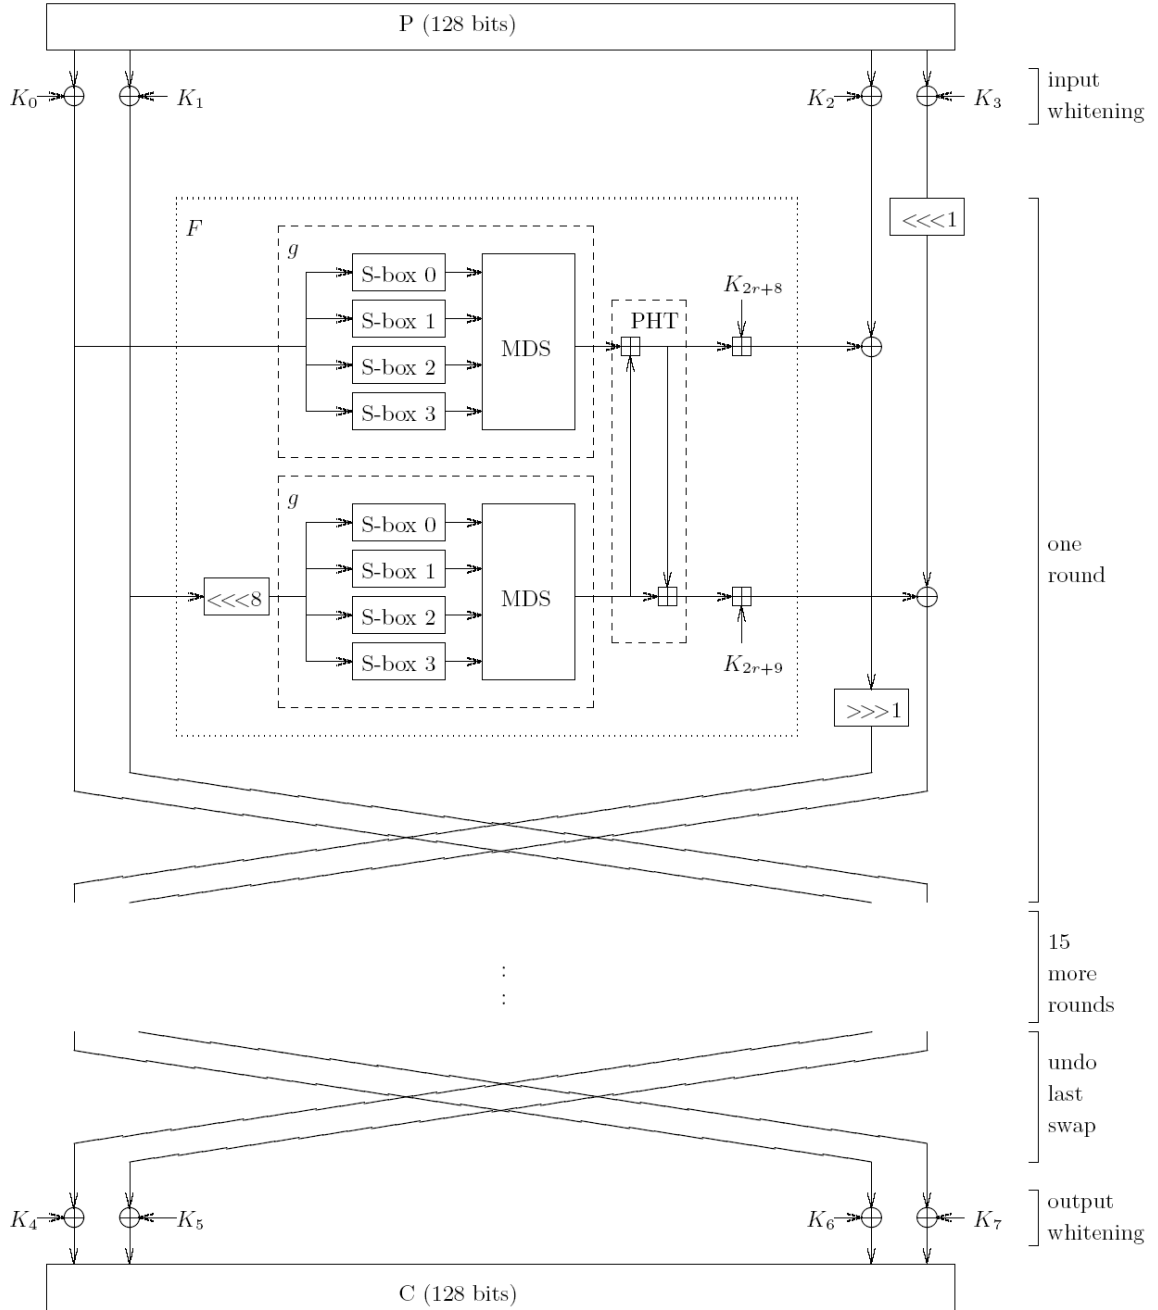 P (128 bits)
K0 K1 K2 K3
input
whitening
<<<1
F
g
S-box 0
S-box 1
S-box 2
S-box 3
MDS
PHT
K2r+8
g
S-box 0
S-box 1
S-box 2
S-box 3
MDS
<<<8
K2r+9
>>>1
one
round
:
:
15
more
rounds
undo
last
swap
K4 K5 K6 K7
output
whitening
C (128 bits)